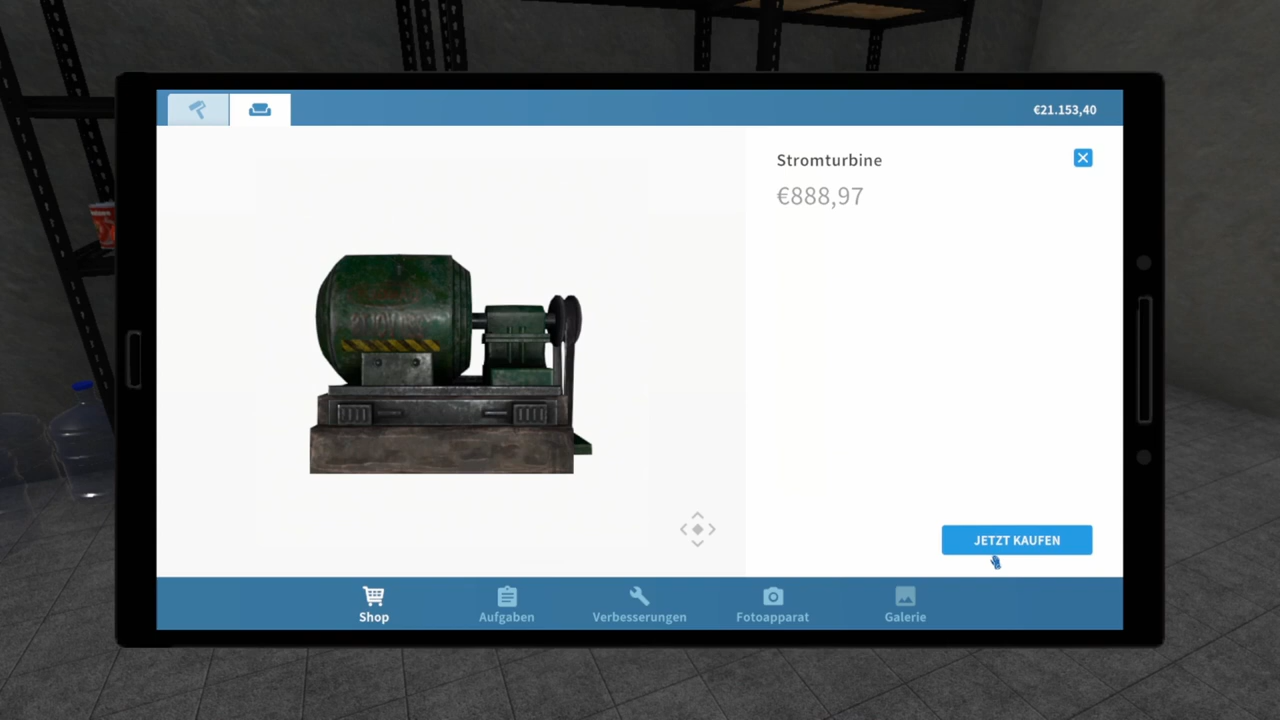 €21.153,40
Stromturbine
€888,97
JETZT KAUFEN
Shop
Aufgaben
Verbesserungen
Fotoapparat
Galerie